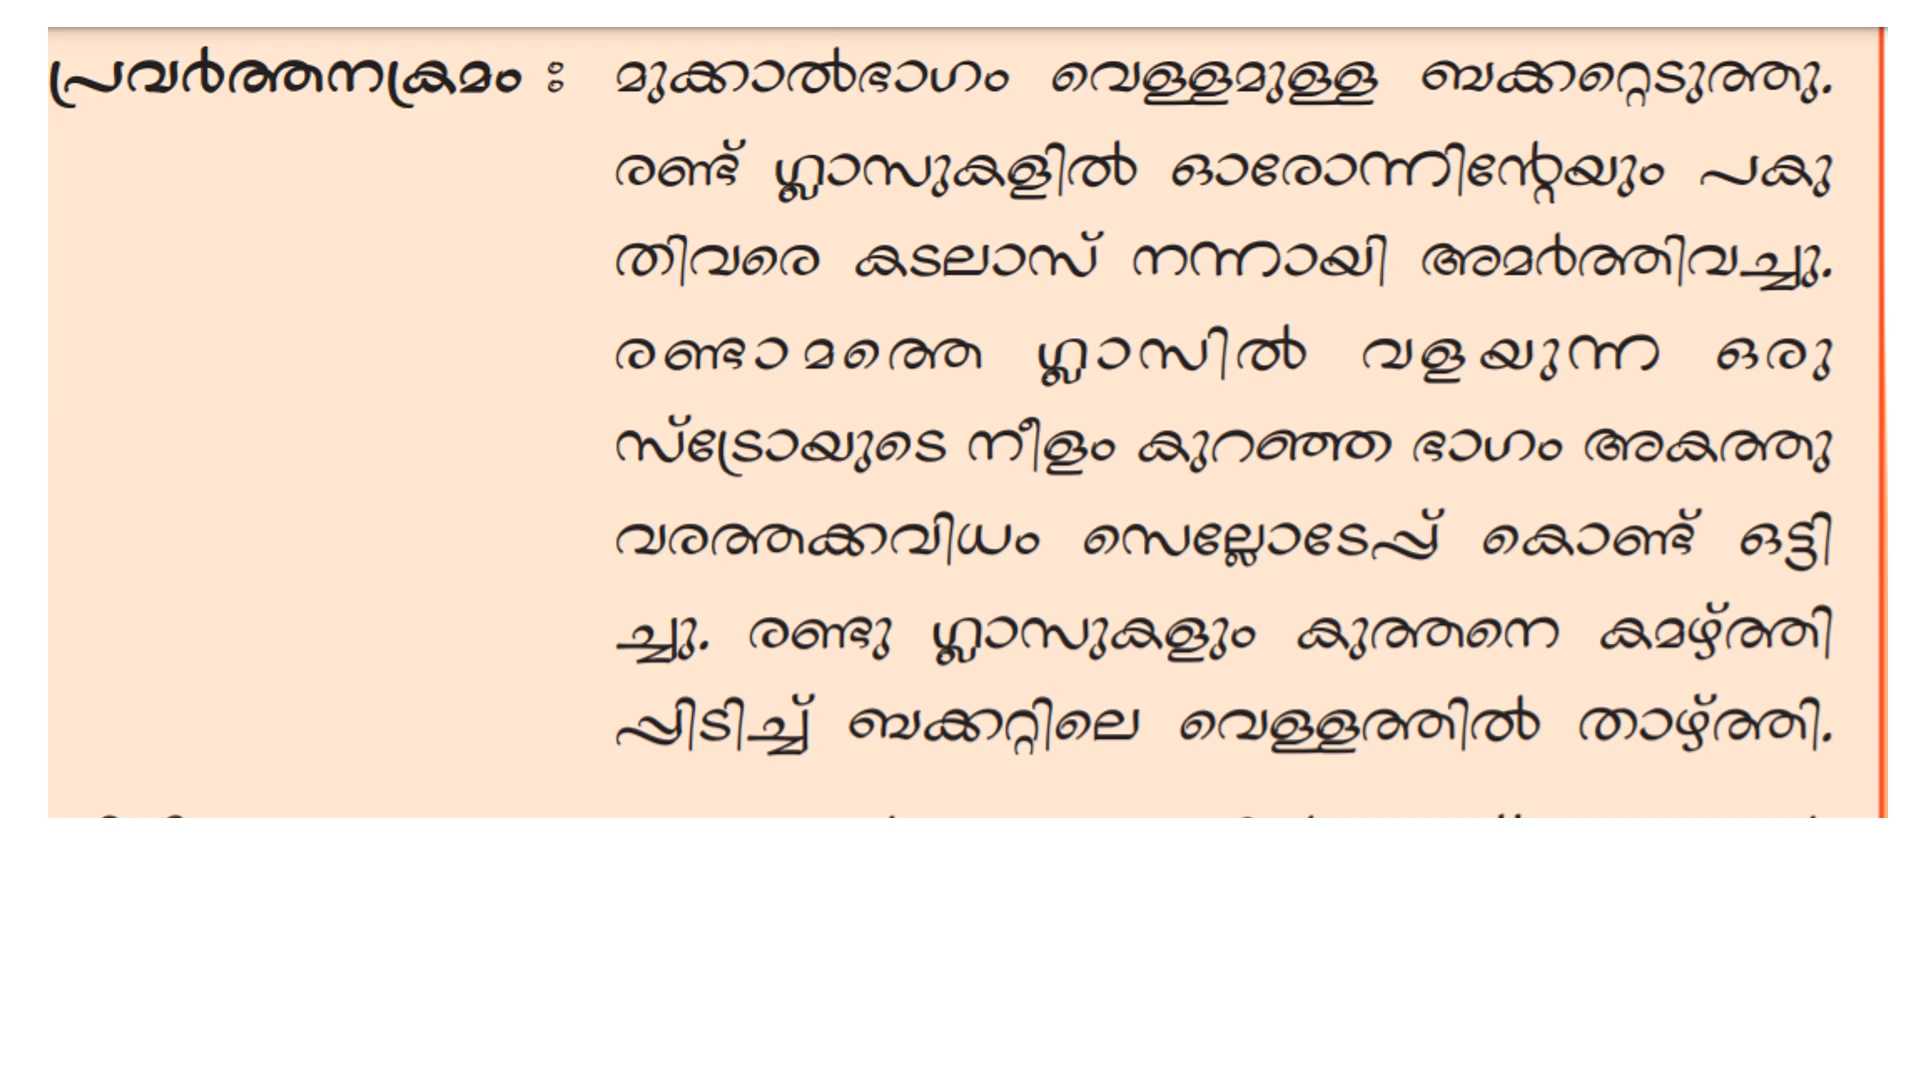 പ്രവർത്തനക്രമം : മുക്കാൽഭാഗം വെള്ളമുള്ള ബക്കറ്റെടുത്തു.
രണ്ട് ഗ്ലാസുകളിൽ ഓരോന്നിന്റേയും പകു
തിവരെ കടലാസ് നന്നായി അമർത്തിവച്ചു.
രണ്ടാമത്തെ ഗ്ലാസിൽ വളയുന്ന ഒരു
സ്ട്രോയുടെ നീളം കുറഞ്ഞ ഭാഗം അകത്തു
വരത്തക്കവിധം സെല്ലോടേപ്പ് കൊണ്ട് ഒട്ടി
ച്ചു. രണ്ടു ഗ്ലാസുകളും കുത്തനെ കമഴ്ത്തി
പ്പിടിച്ച് ബക്കറ്റിലെ വെള്ളത്തിൽ താഴ്ത്തി.